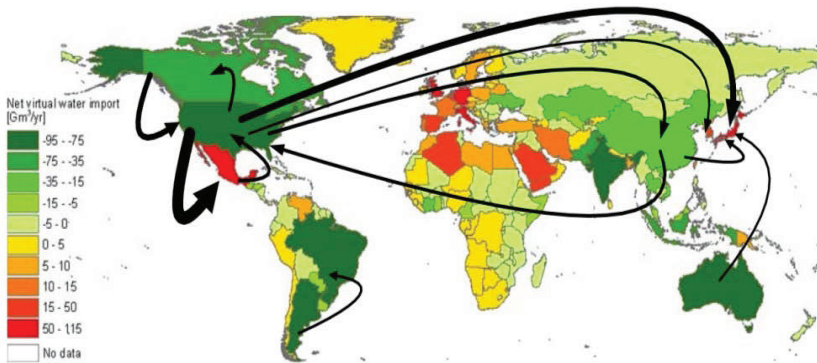 Net virtual water import
[Gm³/yr]
-95 - -75
-75 - -35
-35 - -15
-15 - -5
-5 - 0
0 - 5
5 - 10
10 - 15
15 - 50
50 - 115
No data